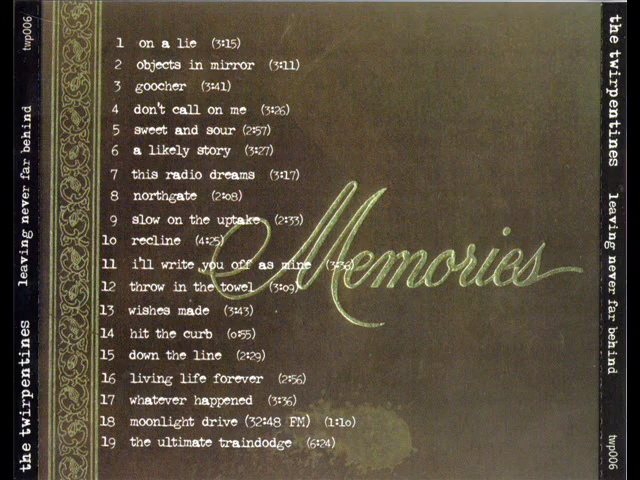 twp006
leaving never far behind
the twirpentines
1 on a lie (3:15)
2 objects in mirror (3:11)
3 goocher (3:41)
4 don't call on me (3:26)
5 sweet and sour (2:57)
6 a likely story (3:27)
7 this radio dreams (3:17)
8 northgate (2:08)
9 slow on the uptake (2:33)
10 recline (4:25)
11 i'll write you off as mine (3:36)
12 throw in the towel (3:09)
13 wishes made (3:43)
14 hit the curb (0:55)
15 down the line (2:29)
16 living life forever (2:56)
17 whatever happened (3:36)
18 moonlight drive (32:48 FM) (1:10)
19 the ultimate traindodge (6:24)
Memories
the twirpentines
leaving never far behind
twp006